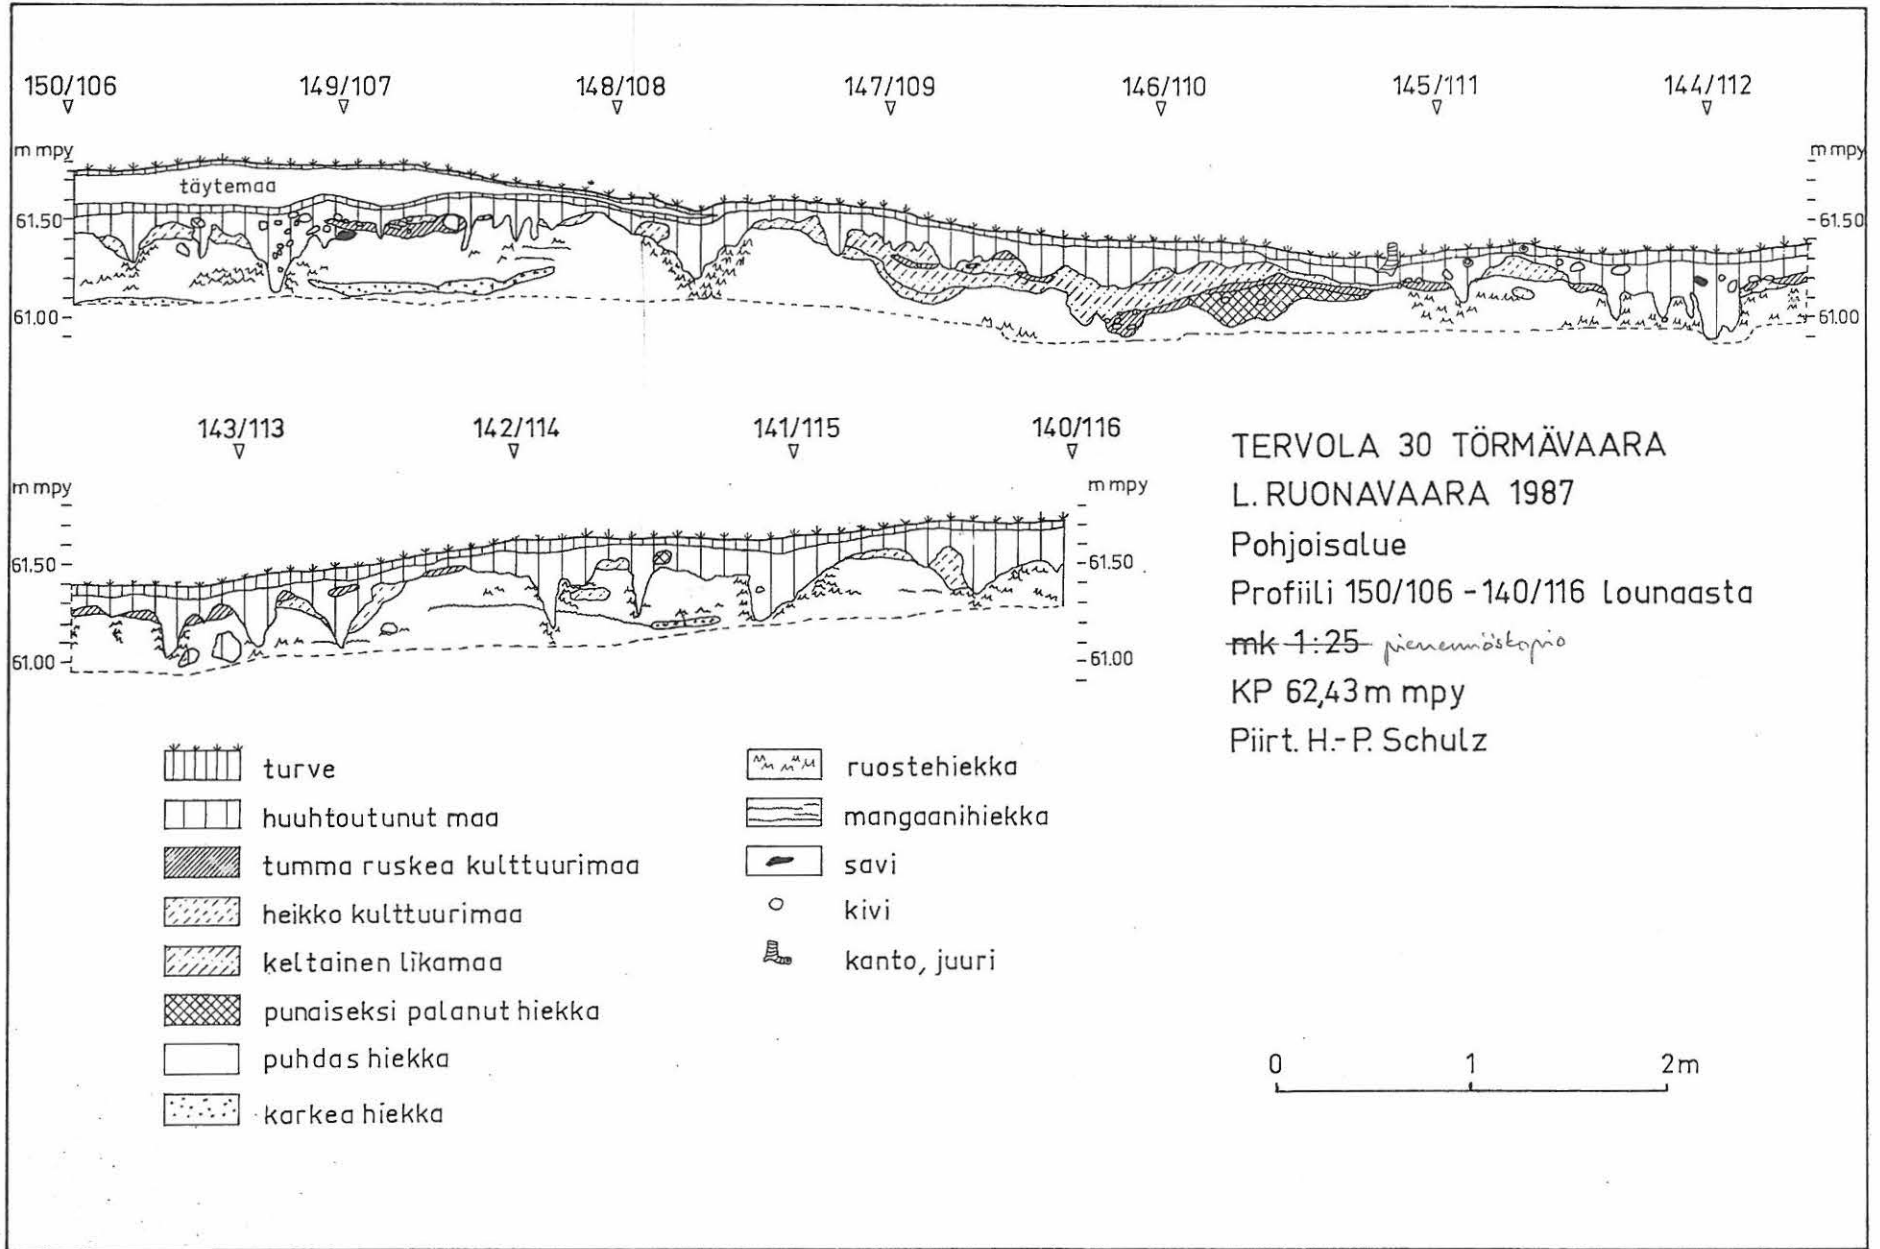 150/106 149/107 148/108 147/109 146/110 145/111 144/112
m mpy m mpy
täytemaa
61.50 61.50
61.00 61.00
143/113 142/114 141/115 140/116
m mpy m mpy
61.50 61.50
61.00 61.00
TERVOLA 30 TÖRMÄVAARA
L. RUONAVAARA 1987
Pohjoisalue
Profiili 150/106 - 140/116 lounaasta
mk 1:25 pienennöskopio
KP 62,43 m mpy
Piirt. H.-P. Schulz
turve
huuhtoutunut maa
tumma ruskea kulttuurimaa
heikko kulttuurimaa
keltainen likamaa
punaiseksi palanut hiekka
puhdas hiekka
karkea hiekka
ruostehiekka
mangaanihiekka
savi
kivi
kanto, juuri
0 1 2m